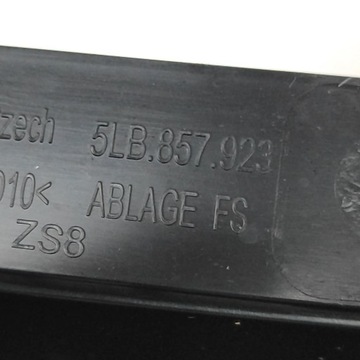 zech 5LB.857.923
010< ABLAGE FS
ZS8